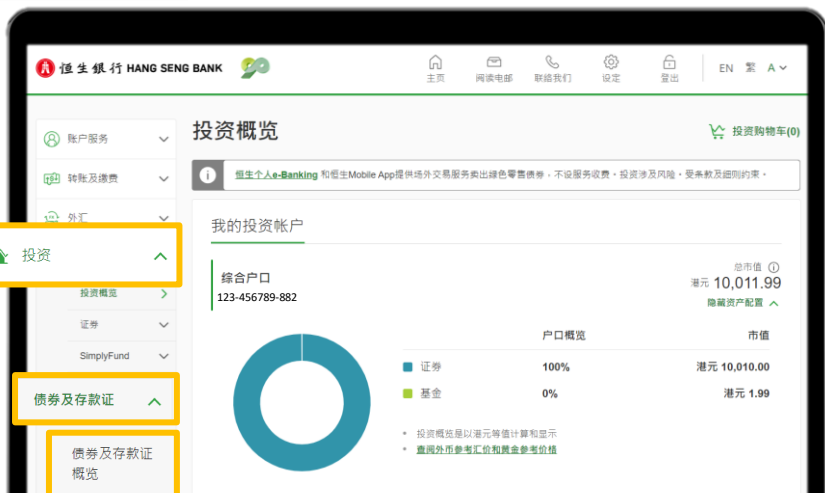 恒生銀行 HANG SENG BANK 90
主页 阅读电邮 联络我们 设定 登出 EN 繁 A
账户服务
转账及缴费
外汇
投资
投资概览
证券
SimplyFund
债券及存款证
债券及存款证
概览
投资概览
投资购物车(0)
恒生个人e-Banking 和恒生Mobile App提供场外交易服务卖出绿色零售债券，不设服务收费。投资涉及风险，受条款及细则约束。
我的投资帐户
综合户口
123-456789-882
总市值
港元 10,011.99
隐藏资产配置
户口概览 市值
证券 100% 港元 10,010.00
基金 0% 港元 1.99
• 投资概览是以港元等值计算和显示
• 查阅外币参考汇价和黄金参考价格